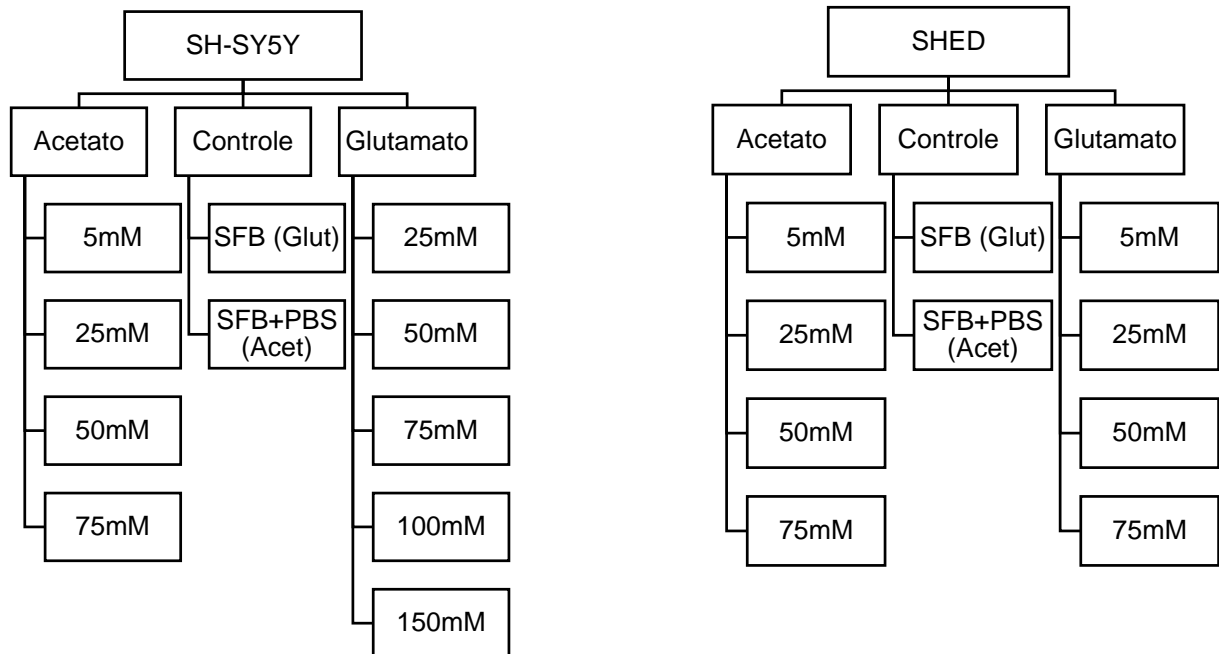 SH-SY5Y
Acetato
Controle
Glutamato
5mM
SFB (Glut)
25mM
25mM
SFB+PBS
(Acet)
50mM
50mM
75mM
75mM
100mM
150mM
SHED
Acetato
Controle
Glutamato
5mM
SFB (Glut)
5mM
25mM
SFB+PBS
(Acet)
25mM
50mM
50mM
75mM
75mM